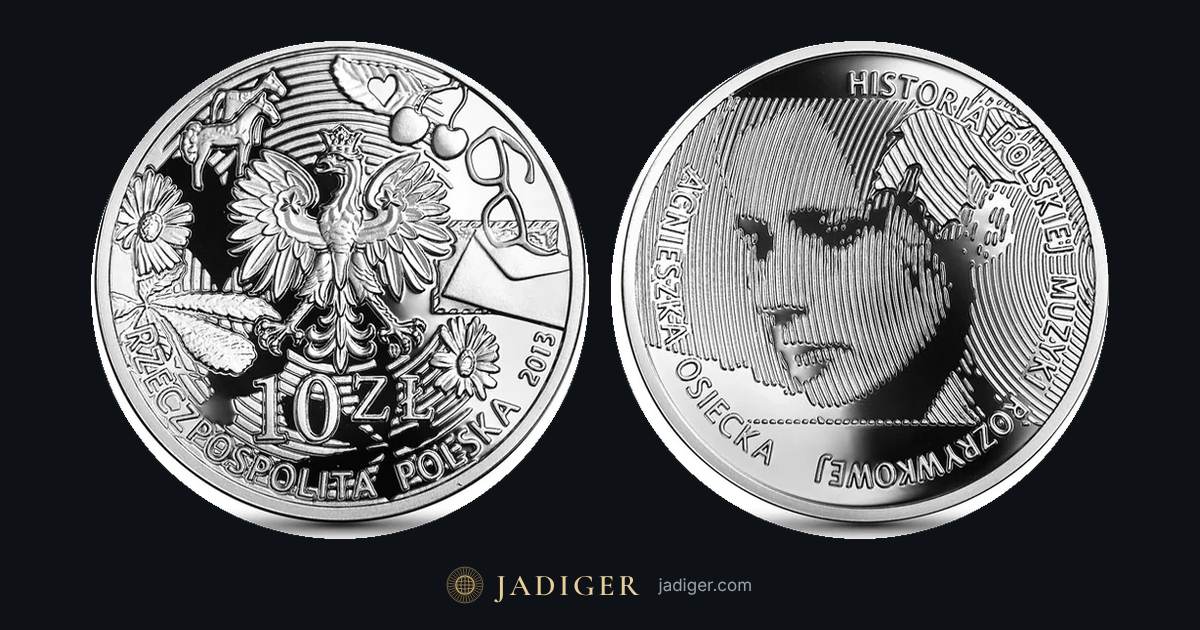 RZECZPOSPOLITA POLSKA 2013
10 ZŁ
HISTORIA POLSKIEJ MUZYKI ROZRYWKOWEJ
AGNIESZKA OSIECKA
JADIGER jadiger.com